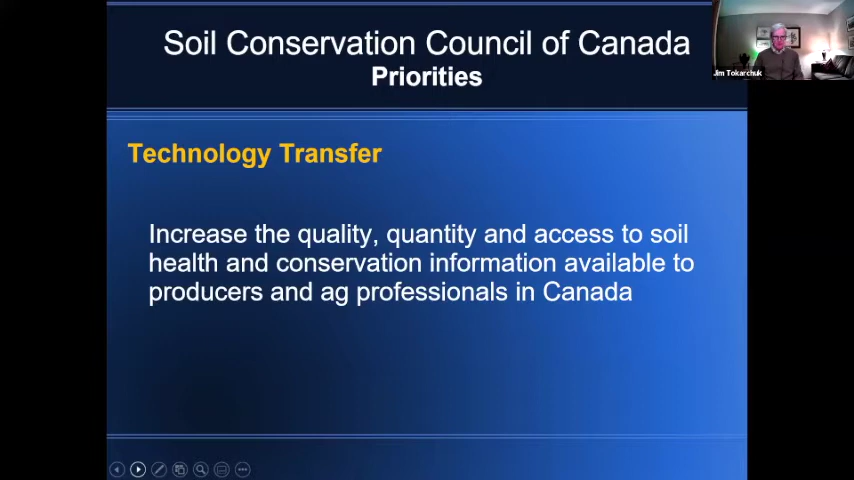 Soil Conservation Council of Canada
Priorities
Jim Tokarchuk
Technology Transfer
Increase the quality, quantity and access to soil
health and conservation information available to
producers and ag professionals in Canada